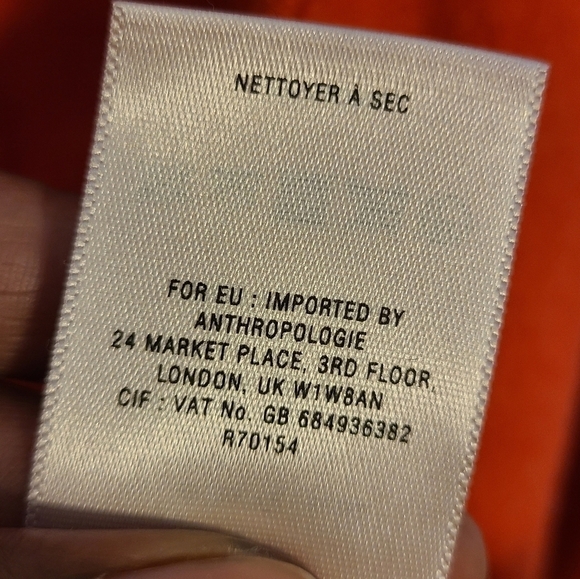 NETTOYER À SEC
FOR EU : IMPORTED BY
ANTHROPOLOGIE
24 MARKET PLACE, 3RD FLOOR,
LONDON, UK W1W8AN
CIF : VAT No. GB 684936382
R70154